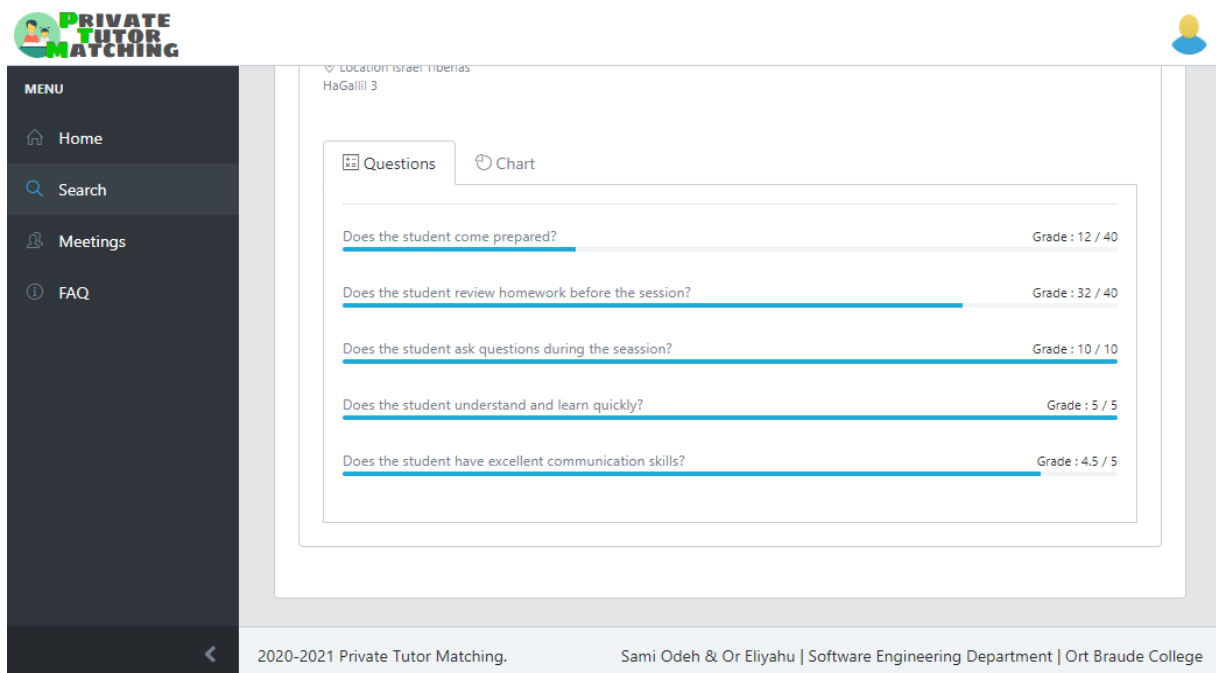 PRIVATE
TUTOR
MATCHING
MENU
Home
Search
Meetings
FAQ
Location Israel Tiberias
HaGallil 3
Questions
Chart
Does the student come prepared? Grade : 12 / 40
Does the student review homework before the session? Grade : 32 / 40
Does the student ask questions during the seassion? Grade : 10 / 10
Does the student understand and learn quickly? Grade : 5 / 5
Does the student have excellent communication skills? Grade : 4.5 / 5
2020-2021 Private Tutor Matching. Sami Odeh & Or Eliyahu | Software Engineering Department | Ort Braude College